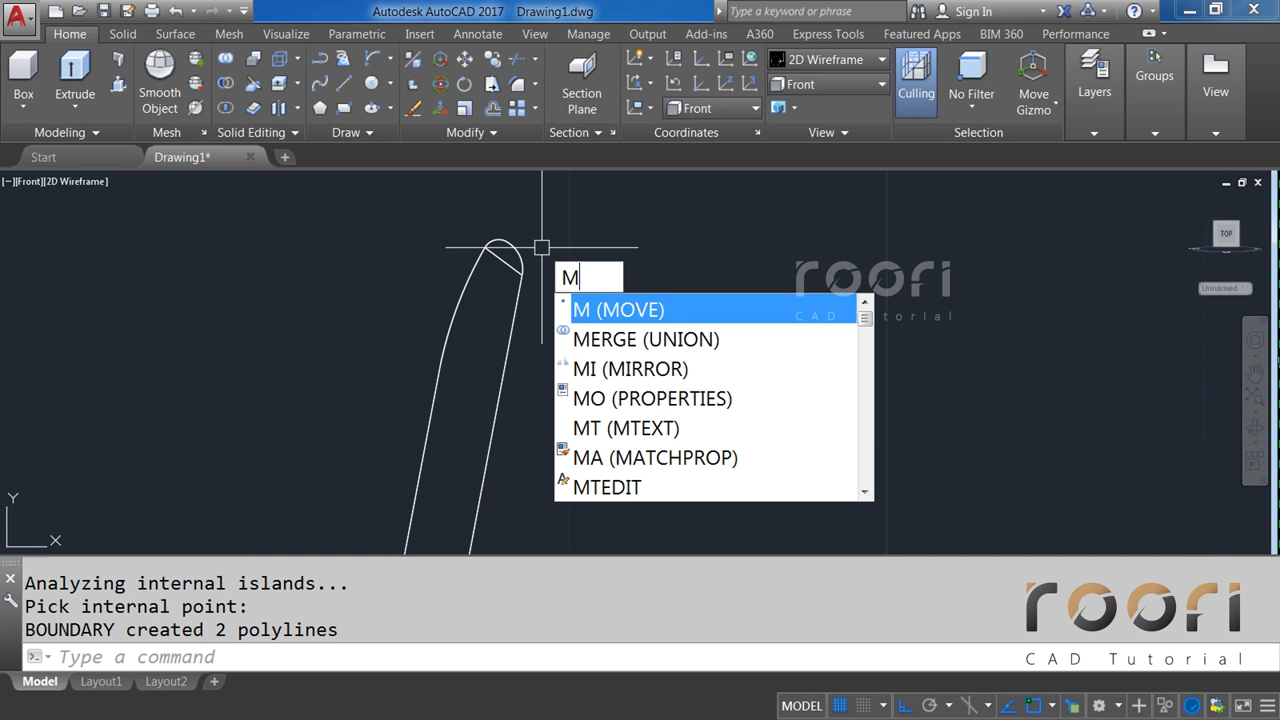 Autodesk AutoCAD 2017 Drawing1.dwg
Type a keyword or phrase
Sign In
Home Solid Surface Mesh Visualize Parametric Insert Annotate View Manage Output Add-ins A360 Express Tools Featured Apps BIM 360 Performance
Box
Extrude
Smooth
Object
Section
Plane
2D Wireframe
Front
Front
Culling
No Filter
Move
Gizmo
Layers
Groups
View
Modeling
Mesh
Solid Editing
Draw
Modify
Section
Coordinates
View
Selection
Start
Drawing1*
[−][Front][2D Wireframe]
TOP
Unnamed
M
M (MOVE)
MERGE (UNION)
MI (MIRROR)
MO (PROPERTIES)
MT (MTEXT)
MA (MATCHPROP)
MTEDIT
roori
CAD Tutorial
Y
X
Analyzing internal islands...
Pick internal point:
BOUNDARY created 2 polylines
Type a command
roori
CAD Tutorial
Model Layout1 Layout2
MODEL